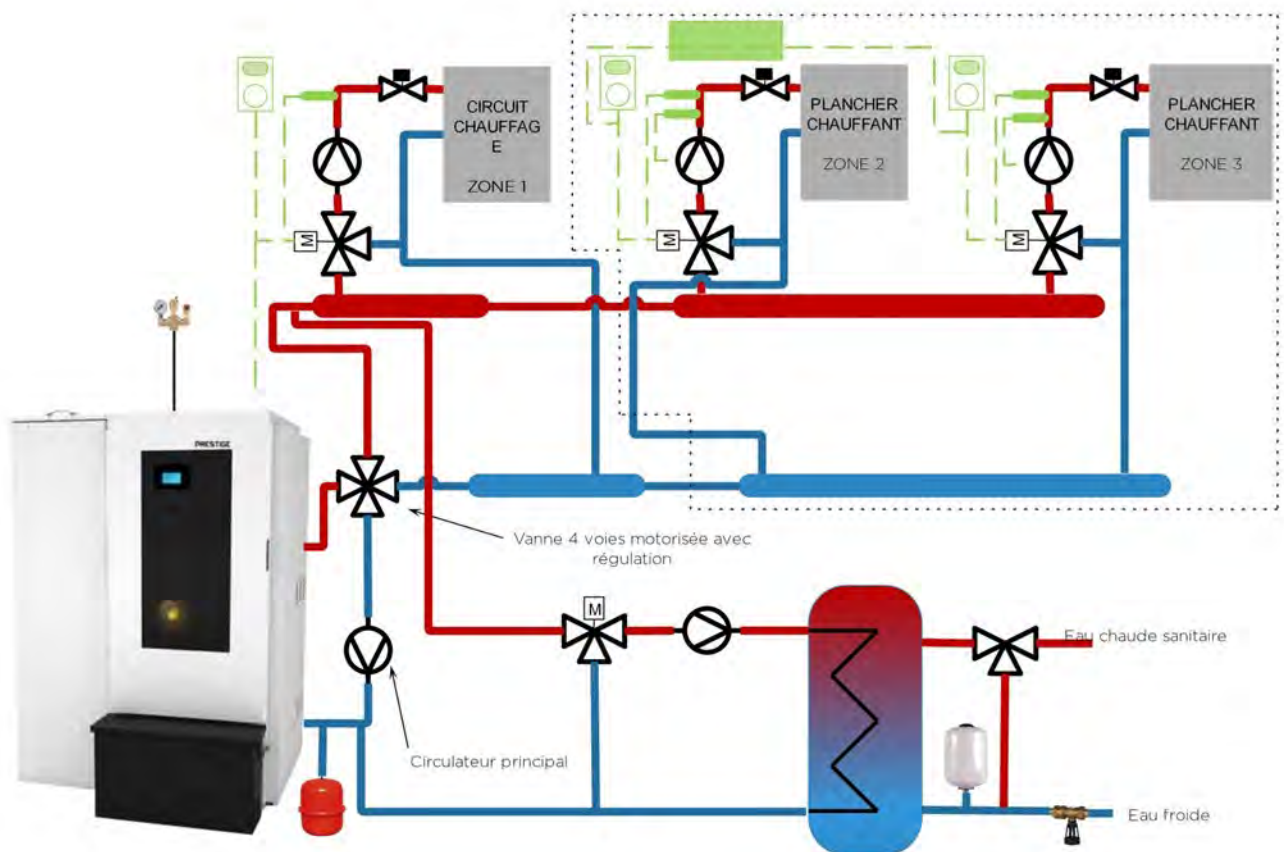 CIRCUIT
CHAUFFAG
E
ZONE 1
PLANCHER
CHAUFFANT
ZONE 2
PLANCHER
CHAUFFANT
ZONE 3
M
M
M
PRESTIGE
Vanne 4 voies motorisée avec
régulation
M
Eau chaude sanitaire
Circulateur principal
Eau froide